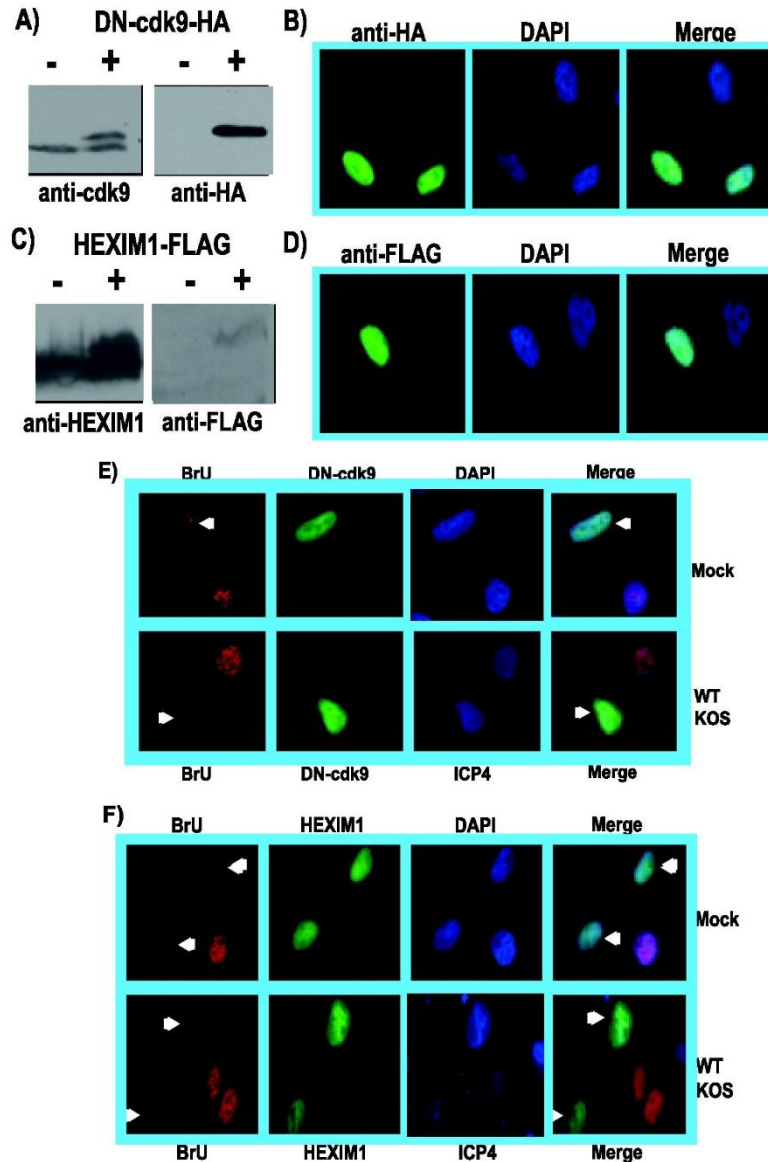 A) DN-cdk9-HA
- + - +
anti-cdk9 anti-HA
B) anti-HA DAPI Merge
C) HEXIM1-FLAG
- + - +
anti-HEXIM1 anti-FLAG
D) anti-FLAG DAPI Merge
E) BrU DN-cdk9 DAPI Merge
Mock
WT
KOS
BrU DN-cdk9 ICP4 Merge
F) BrU HEXIM1 DAPI Merge
Mock
WT
KOS
BrU HEXIM1 ICP4 Merge